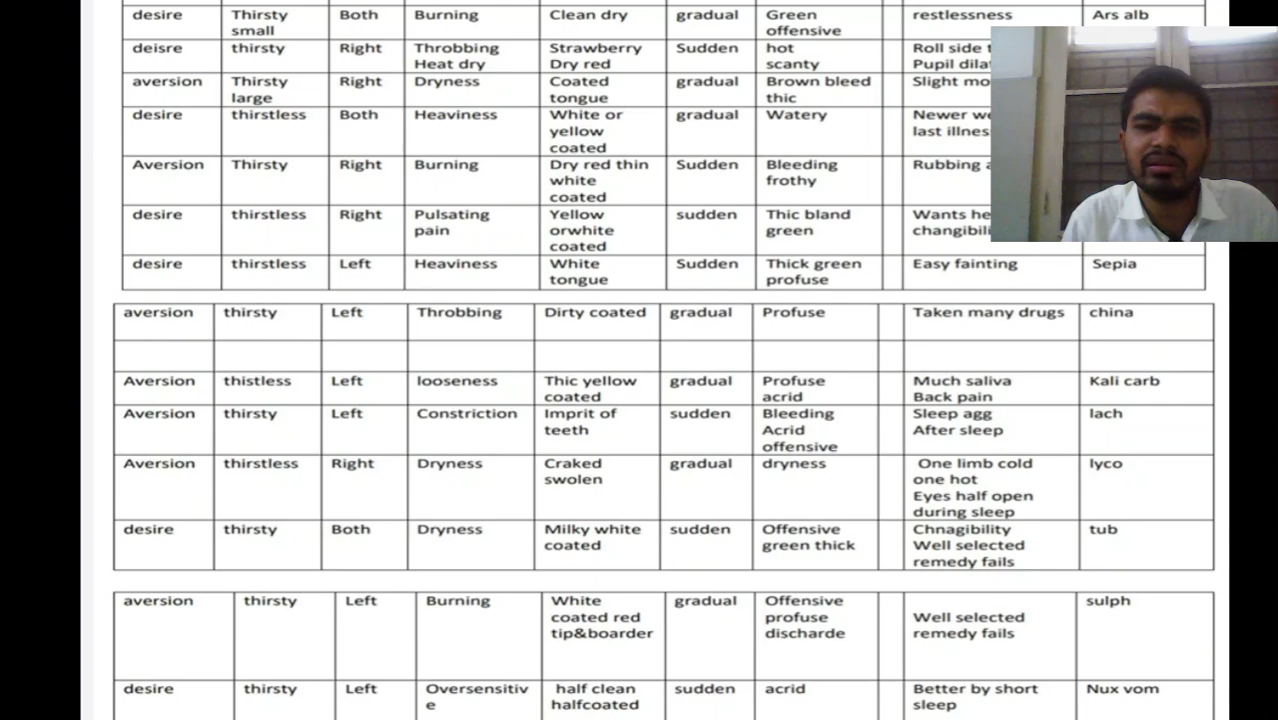 desire Thirsty Both Burning Clean dry gradual Green restlessness Ars alb
small offensive
deisre thirsty Right Throbbing Strawberry Sudden hot Roll side
Heat dry Dry red scanty Pupil
aversion Thirsty Right Dryness Coated gradual Brown bleed Slight
large tongue thic
desire thirstless Both Heaviness White or gradual Watery Newer
yellow last
coated
Aversion Thirsty Right Burning Dry red thin Sudden Bleeding Rubbing
white frothy
coated
desire thirstless Right Pulsating Yellow sudden Thic bland Wants
pain orwhite green
coated
desire thirstless Left Heaviness White Sudden Thick green Easy fainting Sepia
tongue profuse
aversion thirsty Left Throbbing Dirty coated gradual Profuse Taken many drugs china
Aversion thistless Left looseness Thic yellow gradual Profuse Much saliva Kali carb
coated acrid Back pain
Aversion thirsty Left Constriction Imprit of sudden Bleeding Sleep agg lach
teeth Acrid After sleep
offensive
Aversion thirstless Right Dryness Craked gradual dryness One limb cold lyco
swolen one hot
Eyes half open
during sleep
desire thirsty Both Dryness Milky white sudden Offensive Chnagibility tub
coated green thick Well selected
remedy fails
aversion thirsty Left Burning White gradual Offensive sulph
coated red profuse Well selected
tip&boarder discharde remedy fails
desire thirsty Left Oversensitiv half clean sudden acrid Better by short Nux vom
e halfcoated sleep